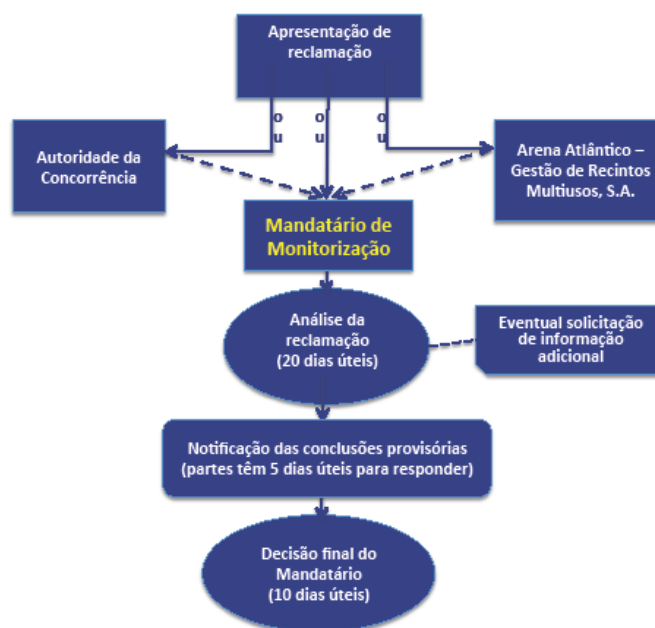 Apresentação de
reclamação
o
u
o
u
o
u
Autoridade da
Concorrência
Arena Atlântico –
Gestão de Recintos
Multiusos, S.A.
Mandatário de
Monitorização
Análise da
reclamação
(20 dias úteis)
Eventual solicitação
de informação
adicional
Notificação das conclusões provisórias
(partes têm 5 dias úteis para responder)
Decisão final do
Mandatário
(10 dias úteis)